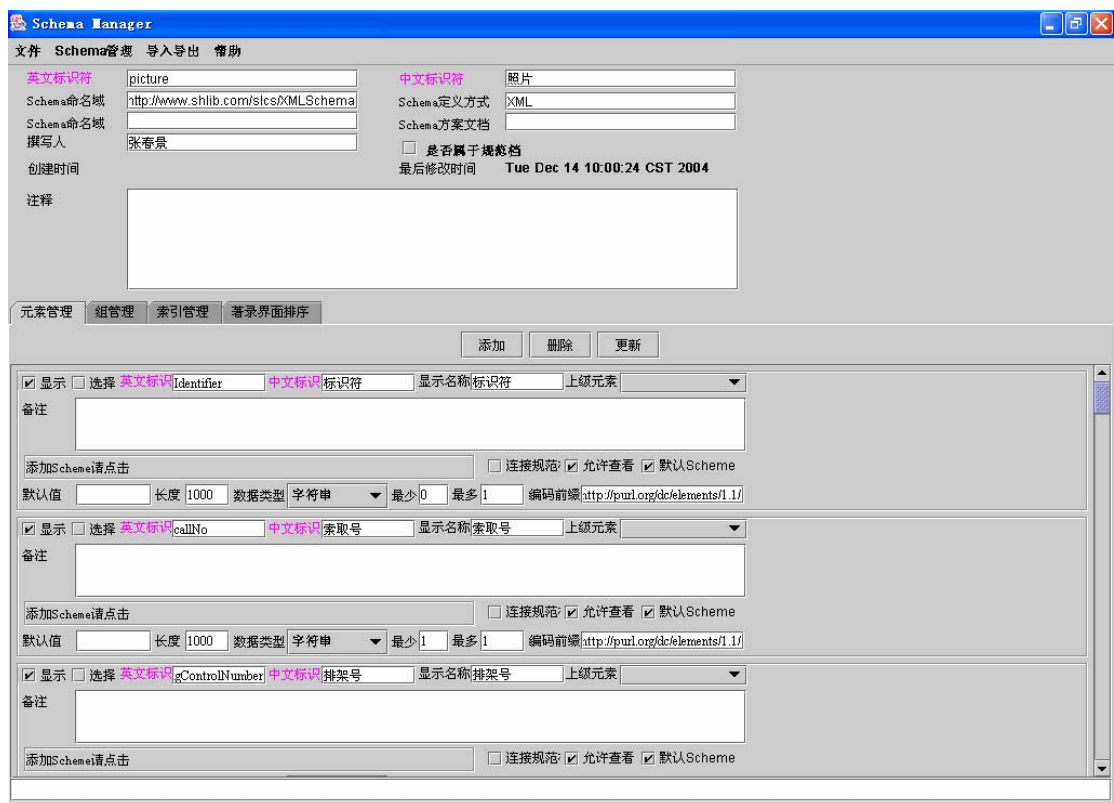 Schema Manager
文件 Schema管理 导入导出 帮助
英文标识符 picture 中文标识符 照片
Schema命名域 http://www.shlib.com/slcs/XMLSchema Schema定义方式 XML
Schema命名域 Schema方案文档
撰写人 张春景 是否属于规范档
创建时间 最后修改时间 Tue Dec 14 10:00:24 CST 2004
注释
元素管理 组管理 索引管理 著录界面排序
添加 删除 更新
显示 选择 英文标识 Identifier 中文标识 标识符 显示名称 标识符 上级元素
备注
添加Scheme请点击 连接规范 允许查看 默认Scheme
默认值 长度 1000 数据类型 字符串 最少 0 最多 1 编码前缀 http://purl.org/dc/elements/1.1/
显示 选择 英文标识 callNo 中文标识 索取号 显示名称 索取号 上级元素
备注
添加Scheme请点击 连接规范 允许查看 默认Scheme
默认值 长度 1000 数据类型 字符串 最少 1 最多 1 编码前缀 http://purl.org/dc/elements/1.1/
显示 选择 英文标识 gControlNumber 中文标识 排架号 显示名称 排架号 上级元素
备注
添加Scheme请点击 连接规范 允许查看 默认Scheme